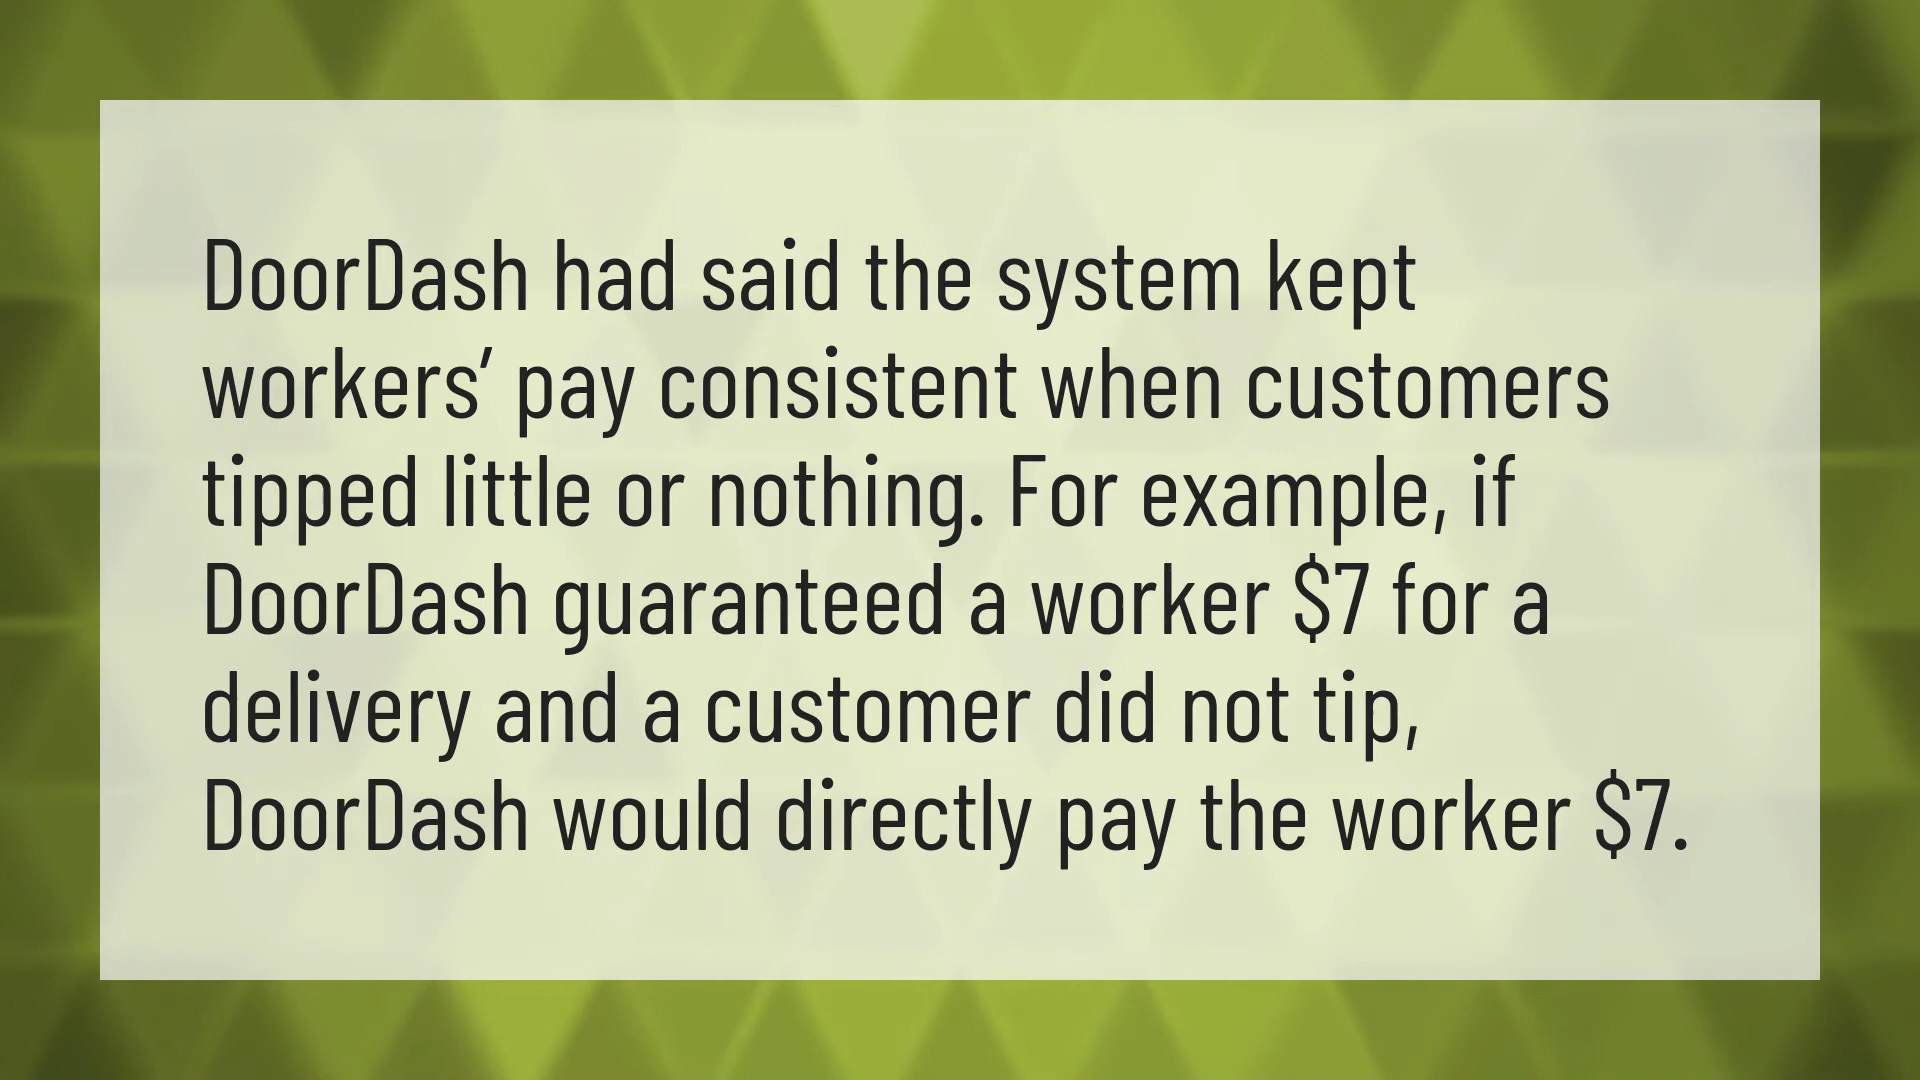 DoorDash had said the system kept
workers’ pay consistent when customers
tipped little or nothing. For example, if
DoorDash guaranteed a worker $7 for a
delivery and a customer did not tip,
DoorDash would directly pay the worker $7.